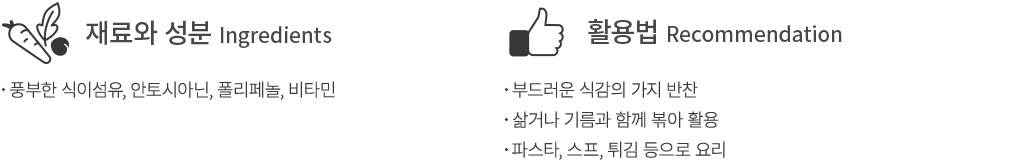 재료와 성분 Ingredients
· 풍부한 식이섬유, 안토시아닌, 폴리페놀, 비타민
활용법 Recommendation
· 부드러운 식감의 가지 반찬
· 삶거나 기름과 함께 볶아 활용
· 파스타, 스프, 튀김 등으로 요리